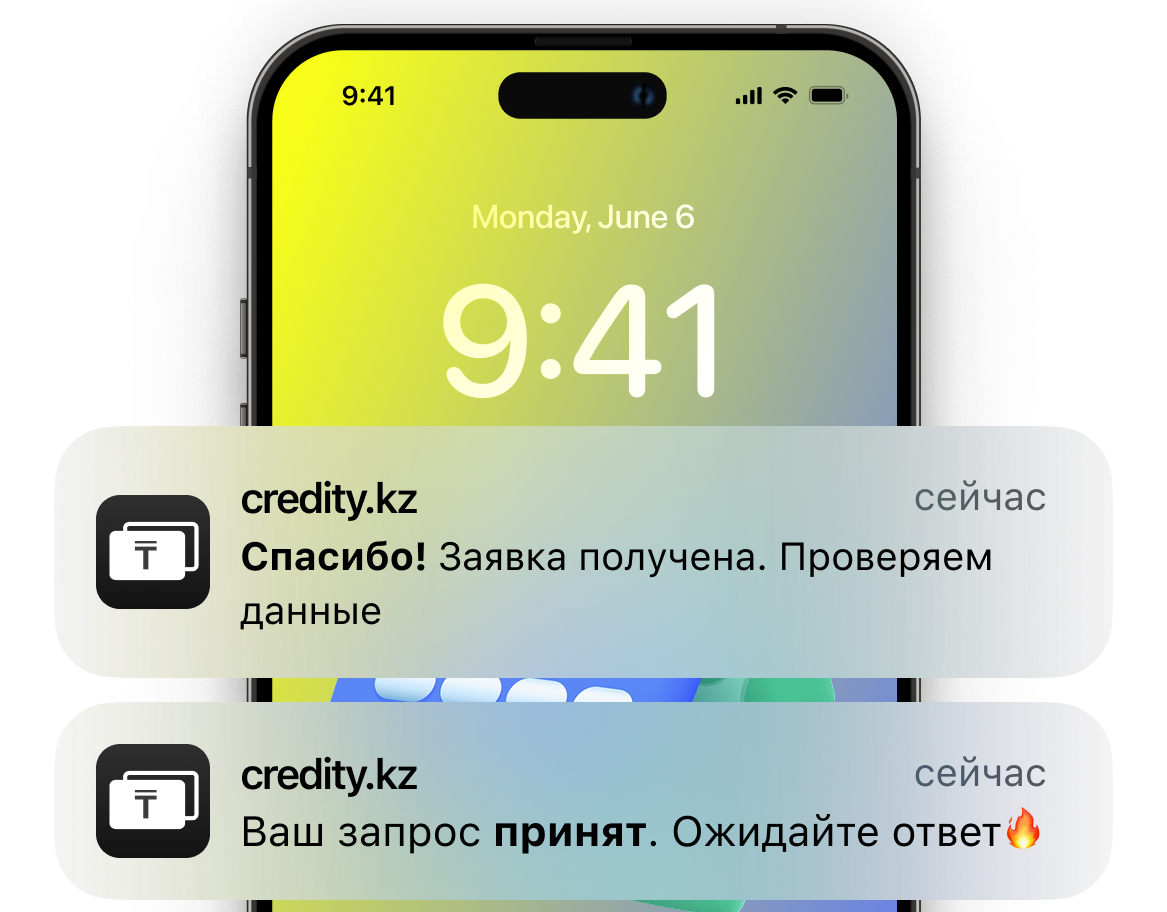 9:41
Monday, June 6
9:41
credity.kz
сейчас
Спасибо! Заявка получена. Проверяем
данные
credity.kz
сейчас
Ваш запрос принят. Ожидайте ответ🔥